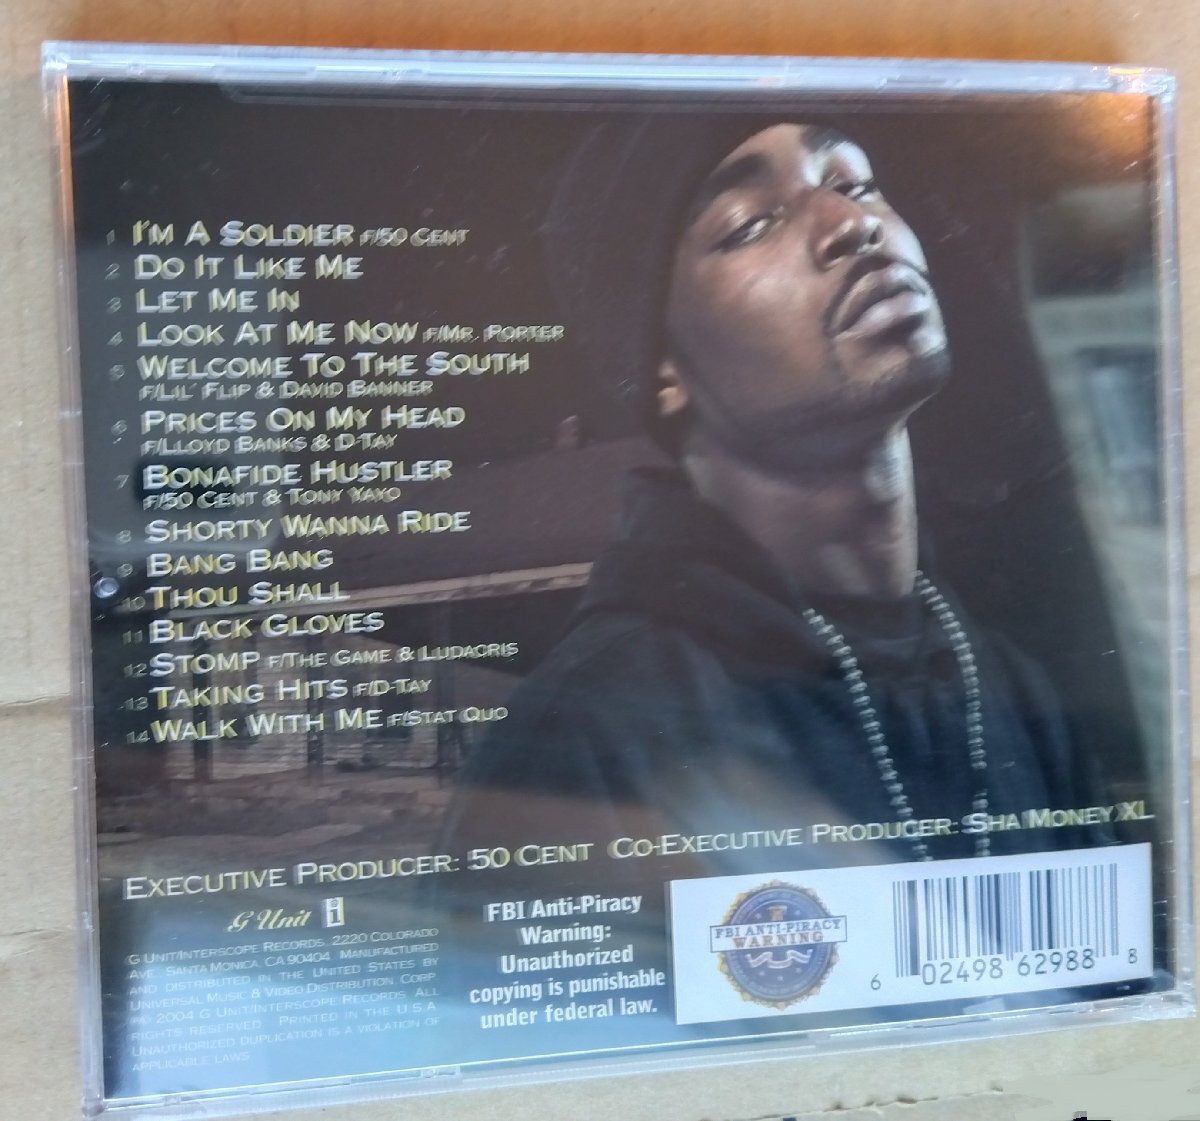 1 I'm A Soldier f/50 Cent
2 Do It Like Me
3 Let Me In
4 Look At Me Now f/Mr. Porter
5 Welcome To The South
f/Lil' Flip & David Banner
6 Prices On My Head
f/Lloyd Banks & D-Tay
7 Bonafide Hustler
f/50 Cent & Tony Yayo
8 Shorty Wanna Ride
9 Bang Bang
10 Thou Shall
11 Black Gloves
12 Stomp f/The Game & Ludacris
13 Taking Hits f/D-Tay
14 Walk With Me f/Stat Quo
Executive Producer: 50 Cent Co-Executive Producer: Sha Money XL
G Unit i
G Unit/Interscope Records, 2220 Colorado
Ave., Santa Monica, CA 90404. Manufactured
and distributed in the United States by
Universal Music & Video Distribution, Corp.
℗© 2004 G Unit/Interscope Records. All
rights reserved. Printed in the U.S.A.
Unauthorized duplication is a violation of
applicable laws.
FBI Anti-Piracy
Warning:
Unauthorized
copying is punishable
under federal law.
FBI ANTI-PIRACY
WARNING
6 02498 62988 8